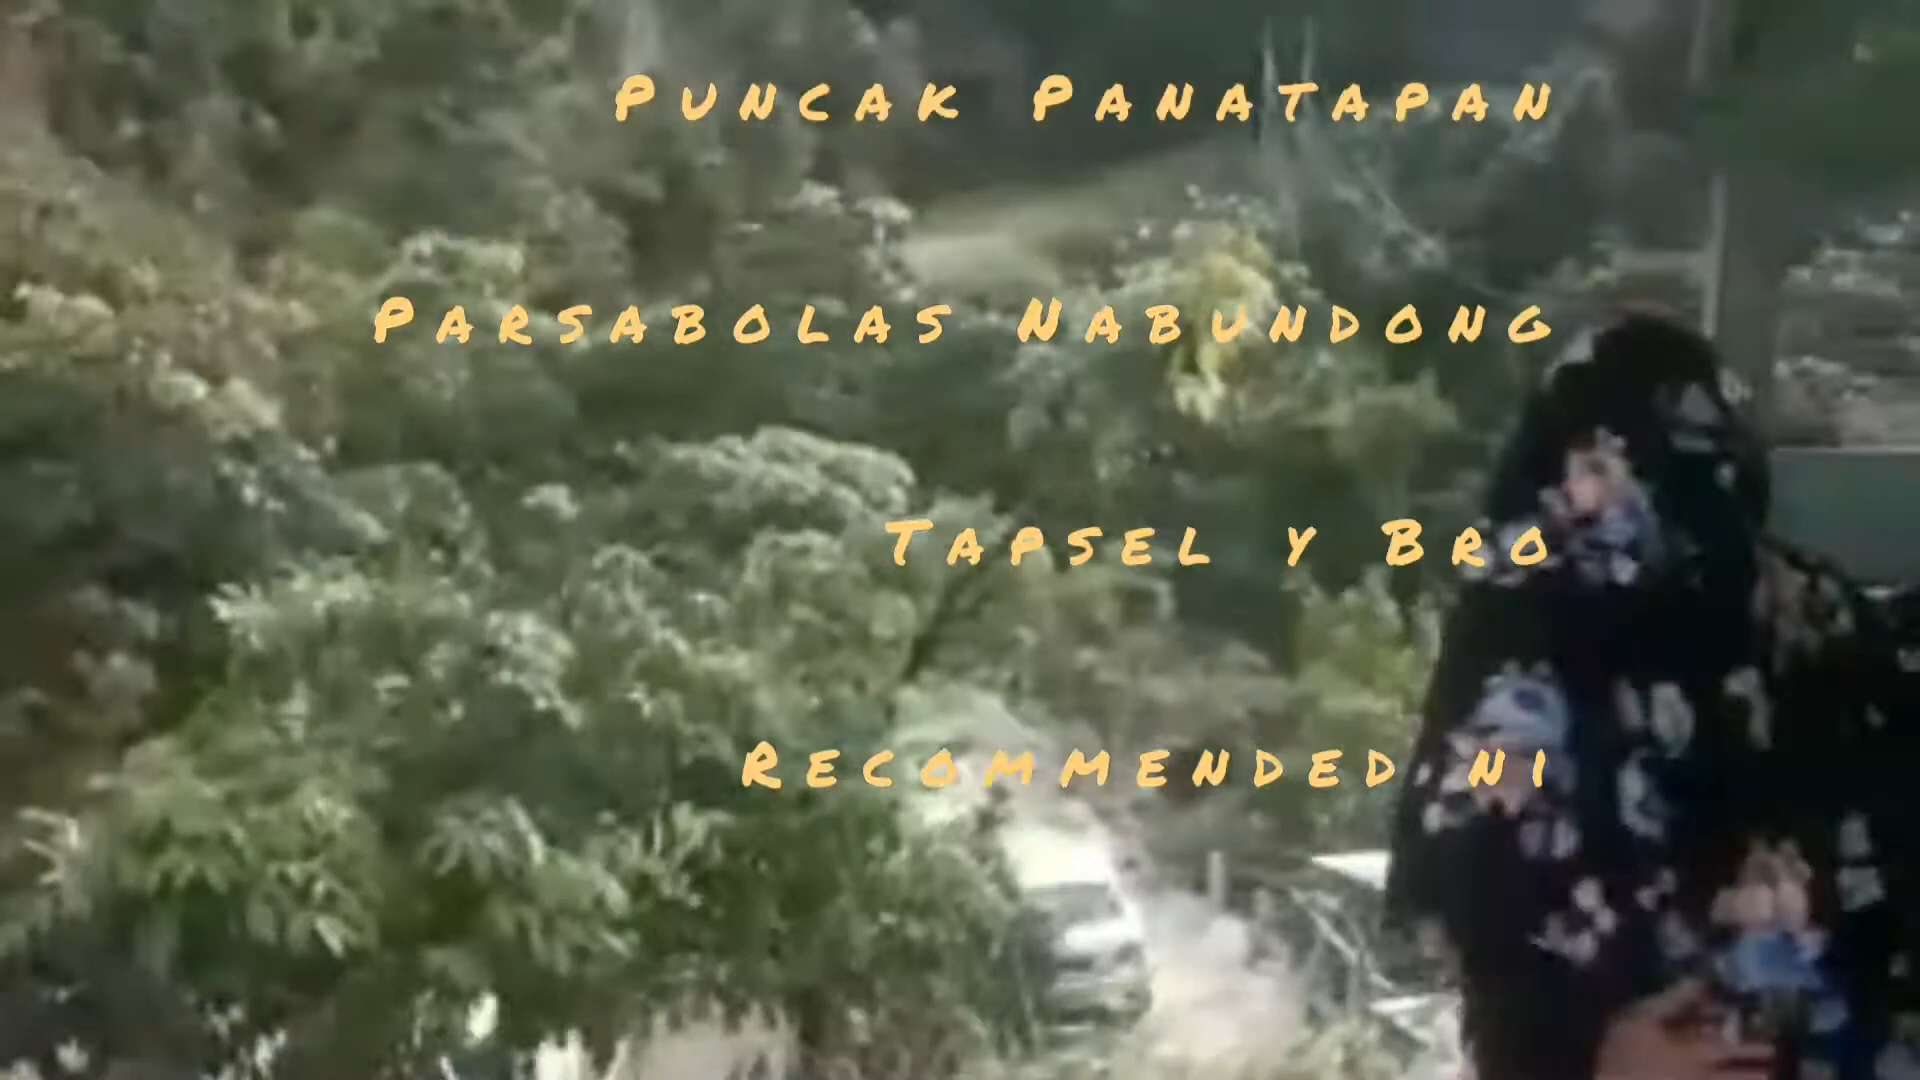 Puncak Panatapan
Parsabolas Nabundong
Tapsel y Bro
Recommended ni